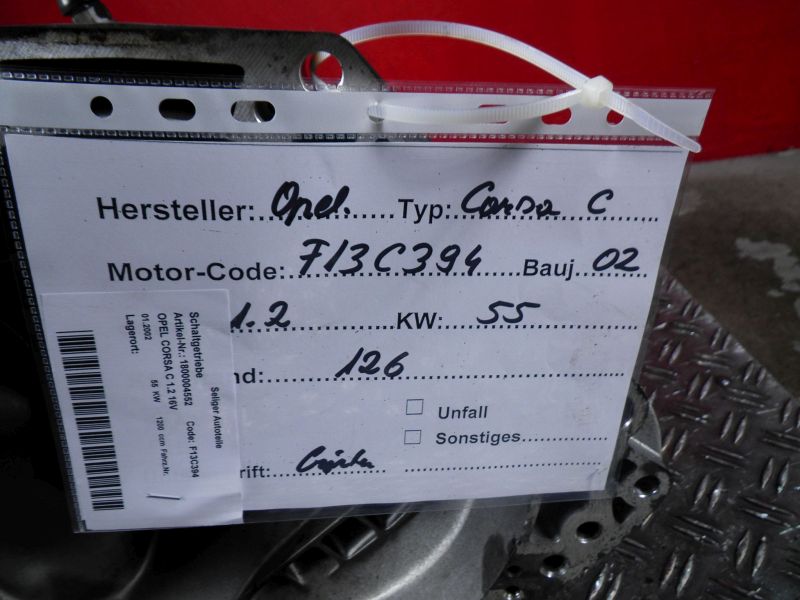 Hersteller: Opel. Typ: Corsa C
Motor-Code: F13C394 Bauj. 02
1.2 KW: 55
nd: 126
Unfall
Sonstiges
rift:
Seliger Autoteile
Schaltgetriebe
Artikel-Nr.: 1800004552 Code: F13C394
OPEL CORSA C 1.2 16V
55 KW 1200 ccm Fahrz.Nr.
01.2002
Lagerort: